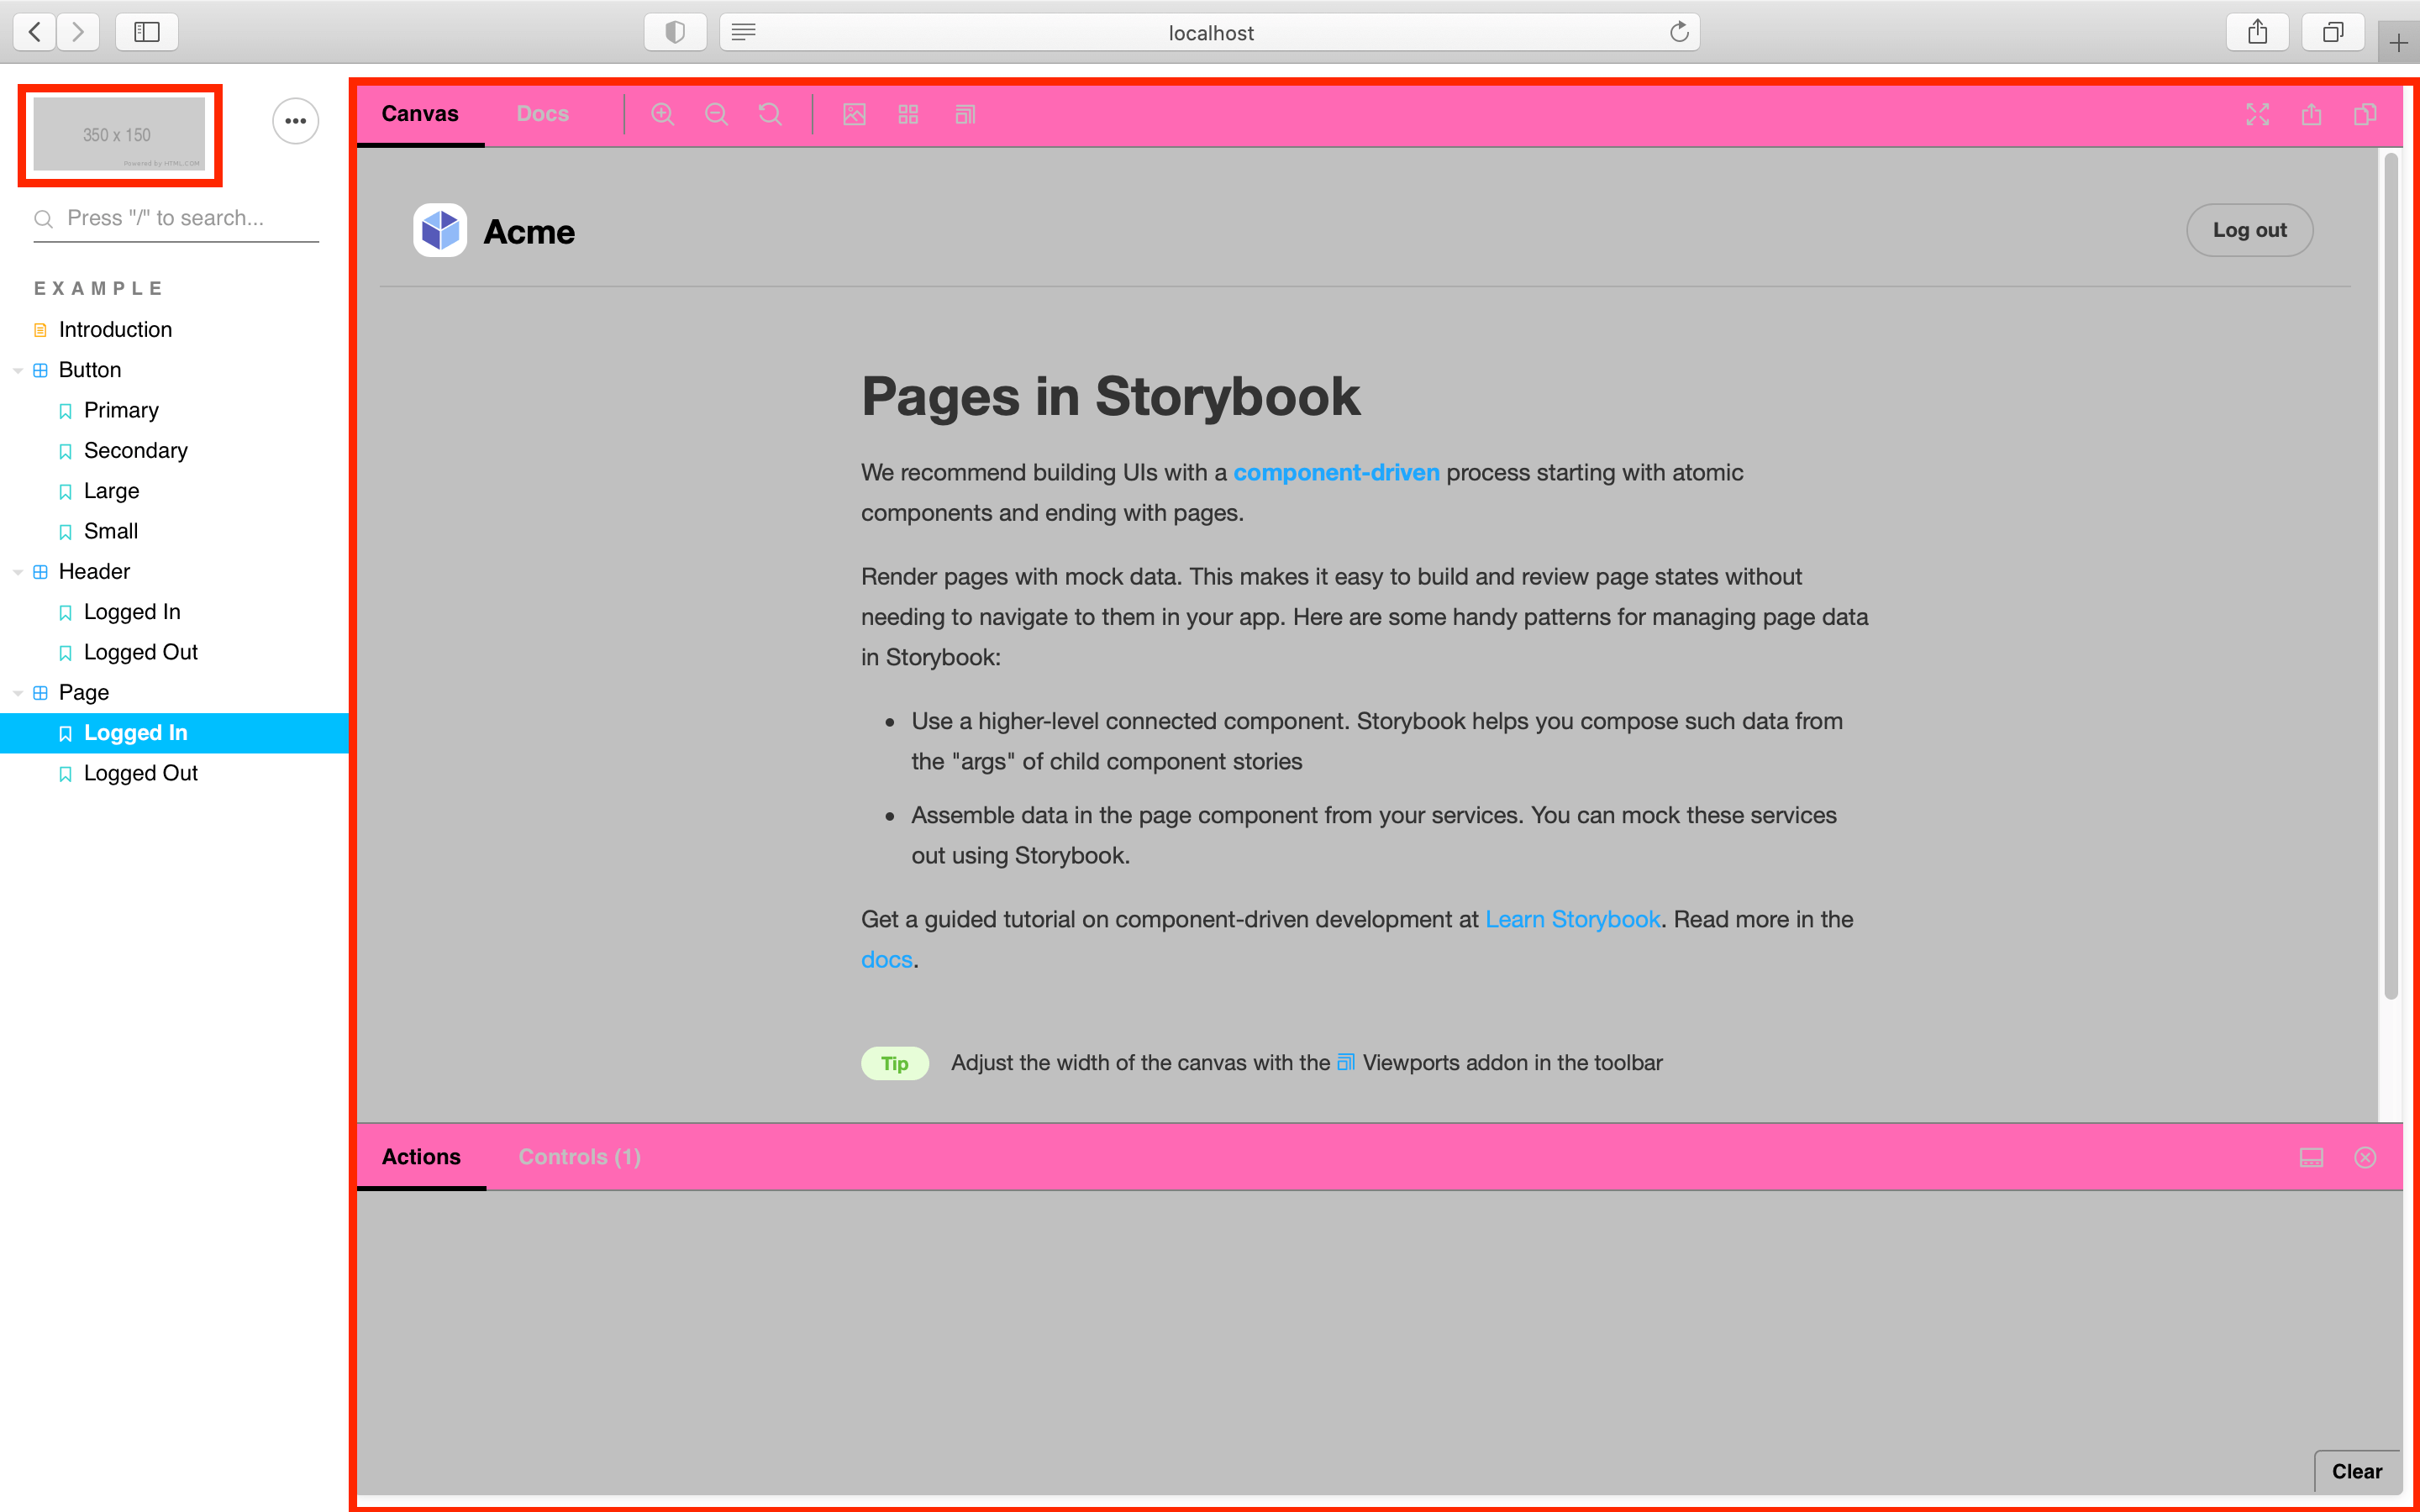 localhost
350 x 150
Powered by HTML.COM
Press "/" to search...
EXAMPLE
Introduction
Button
Primary
Secondary
Large
Small
Header
Logged In
Logged Out
Page
Logged In
Logged Out
Canvas
Docs
Acme
Log out
Pages in Storybook
We recommend building UIs with a component-driven process starting with atomic
components and ending with pages.
Render pages with mock data. This makes it easy to build and review page states without
needing to navigate to them in your app. Here are some handy patterns for managing page data
in Storybook:
• Use a higher-level connected component. Storybook helps you compose such data from
the "args" of child component stories
• Assemble data in the page component from your services. You can mock these services
out using Storybook.
Get a guided tutorial on component-driven development at Learn Storybook. Read more in the
docs.
Tip Adjust the width of the canvas with the Viewports addon in the toolbar
Actions
Controls (1)
Clear